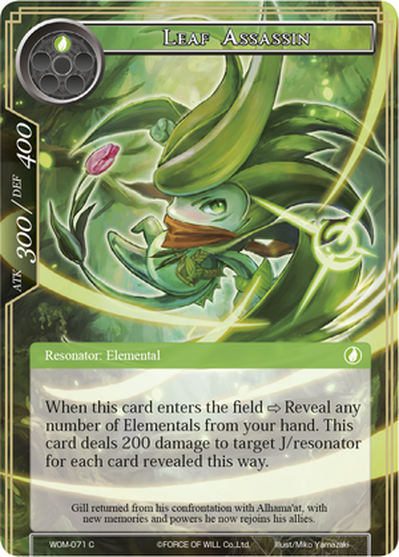 Leaf Assassin
ATK 300 / DEF 400
Resonator: Elemental
When this card enters the field ⇨ Reveal any
number of Elementals from your hand. This
card deals 200 damage to target J/resonator
for each card revealed this way.
Gill returned from his confrontation with Alhama'at, with
new memories and powers he now rejoins his allies.
WOM-071 C ©FORCE OF WILL Co.,Ltd. Illust/Miko Yamazaki